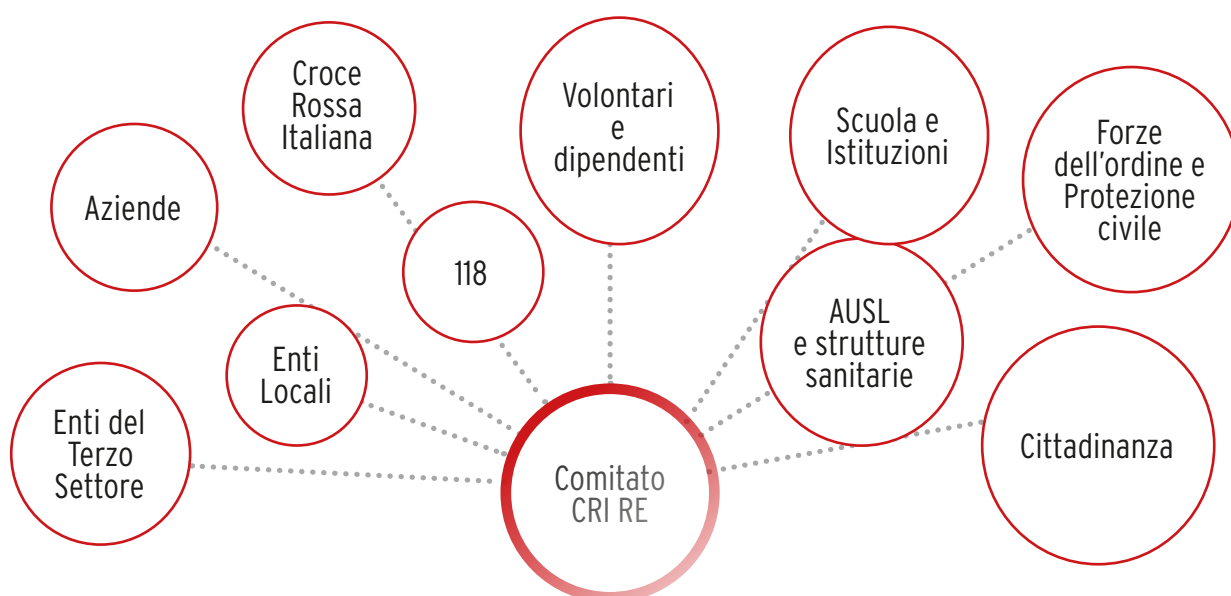 Croce
Rossa
Italiana
Volontari
e
dipendenti
Scuola e
Istituzioni
Forze
dell'ordine e
Protezione
civile
Aziende
118
AUSL
e strutture
sanitarie
Enti
Locali
Enti del
Terzo
Settore
Cittadinanza
Comitato
CRI RE